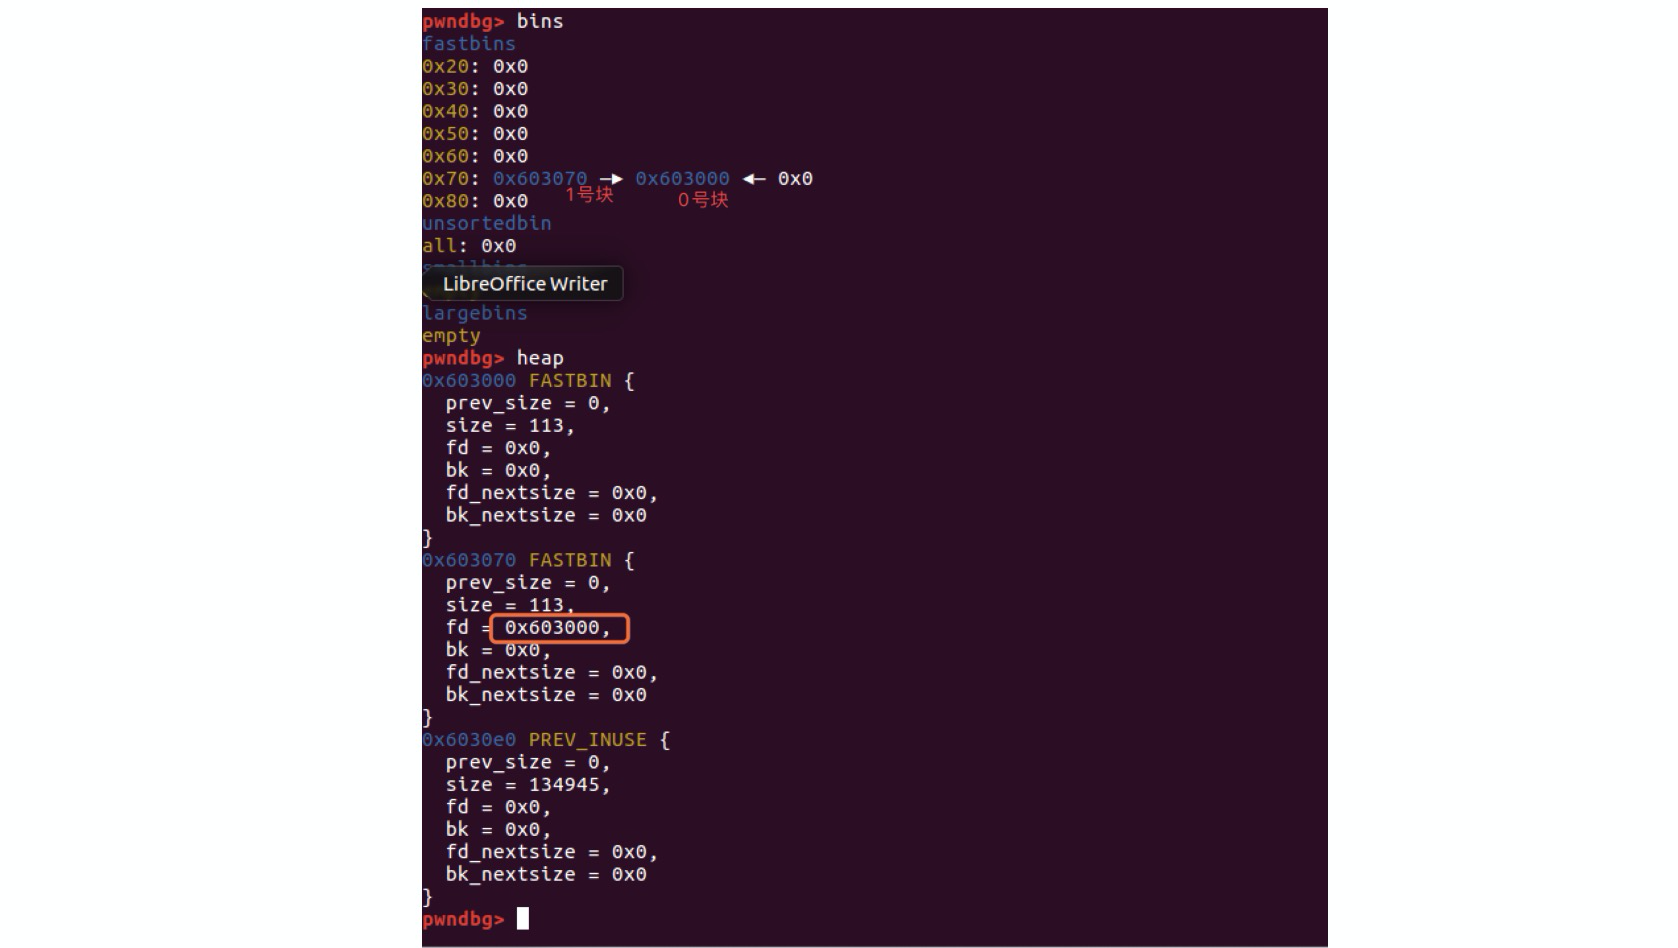 pwndbg> bins
fastbins
0x20: 0x0
0x30: 0x0
0x40: 0x0
0x50: 0x0
0x60: 0x0
0x70: 0x603070 —▸ 0x603000 ◂— 0x0
1号块 0号块
0x80: 0x0
unsortedbin
all: 0x0
smallbins
LibreOffice Writer
largebins
empty
pwndbg> heap
0x603000 FASTBIN {
prev_size = 0,
size = 113,
fd = 0x0,
bk = 0x0,
fd_nextsize = 0x0,
bk_nextsize = 0x0
}
0x603070 FASTBIN {
prev_size = 0,
size = 113,
fd = 0x603000,
bk = 0x0,
fd_nextsize = 0x0,
bk_nextsize = 0x0
}
0x6030e0 PREV_INUSE {
prev_size = 0,
size = 134945,
fd = 0x0,
bk = 0x0,
fd_nextsize = 0x0,
bk_nextsize = 0x0
}
pwndbg>